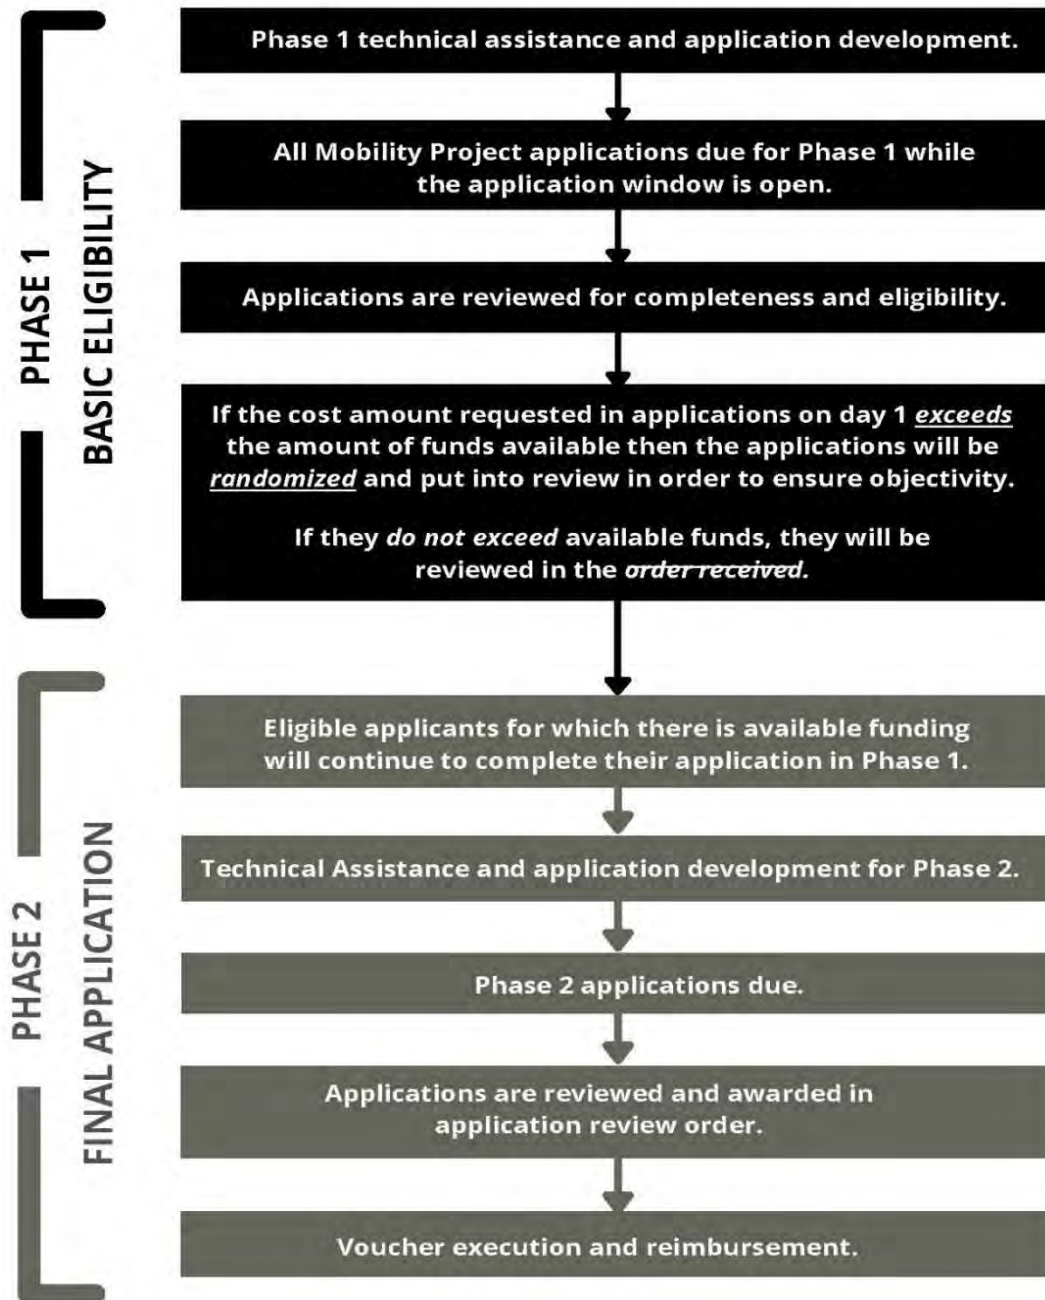 PHASE 1
BASIC ELIGIBILITY
Phase 1 technical assistance and application development.
All Mobility Project applications due for Phase 1 while
the application window is open.
Applications are reviewed for completeness and eligibility.
If the cost amount requested in applications on day 1 exceeds
the amount of funds available then the applications will be
randomized and put into review in order to ensure objectivity.
If they do not exceed available funds, they will be
reviewed in the order received.
PHASE 2
FINAL APPLICATION
Eligible applicants for which there is available funding
will continue to complete their application in Phase 1.
Technical Assistance and application development for Phase 2.
Phase 2 applications due.
Applications are reviewed and awarded in
application review order.
Voucher execution and reimbursement.